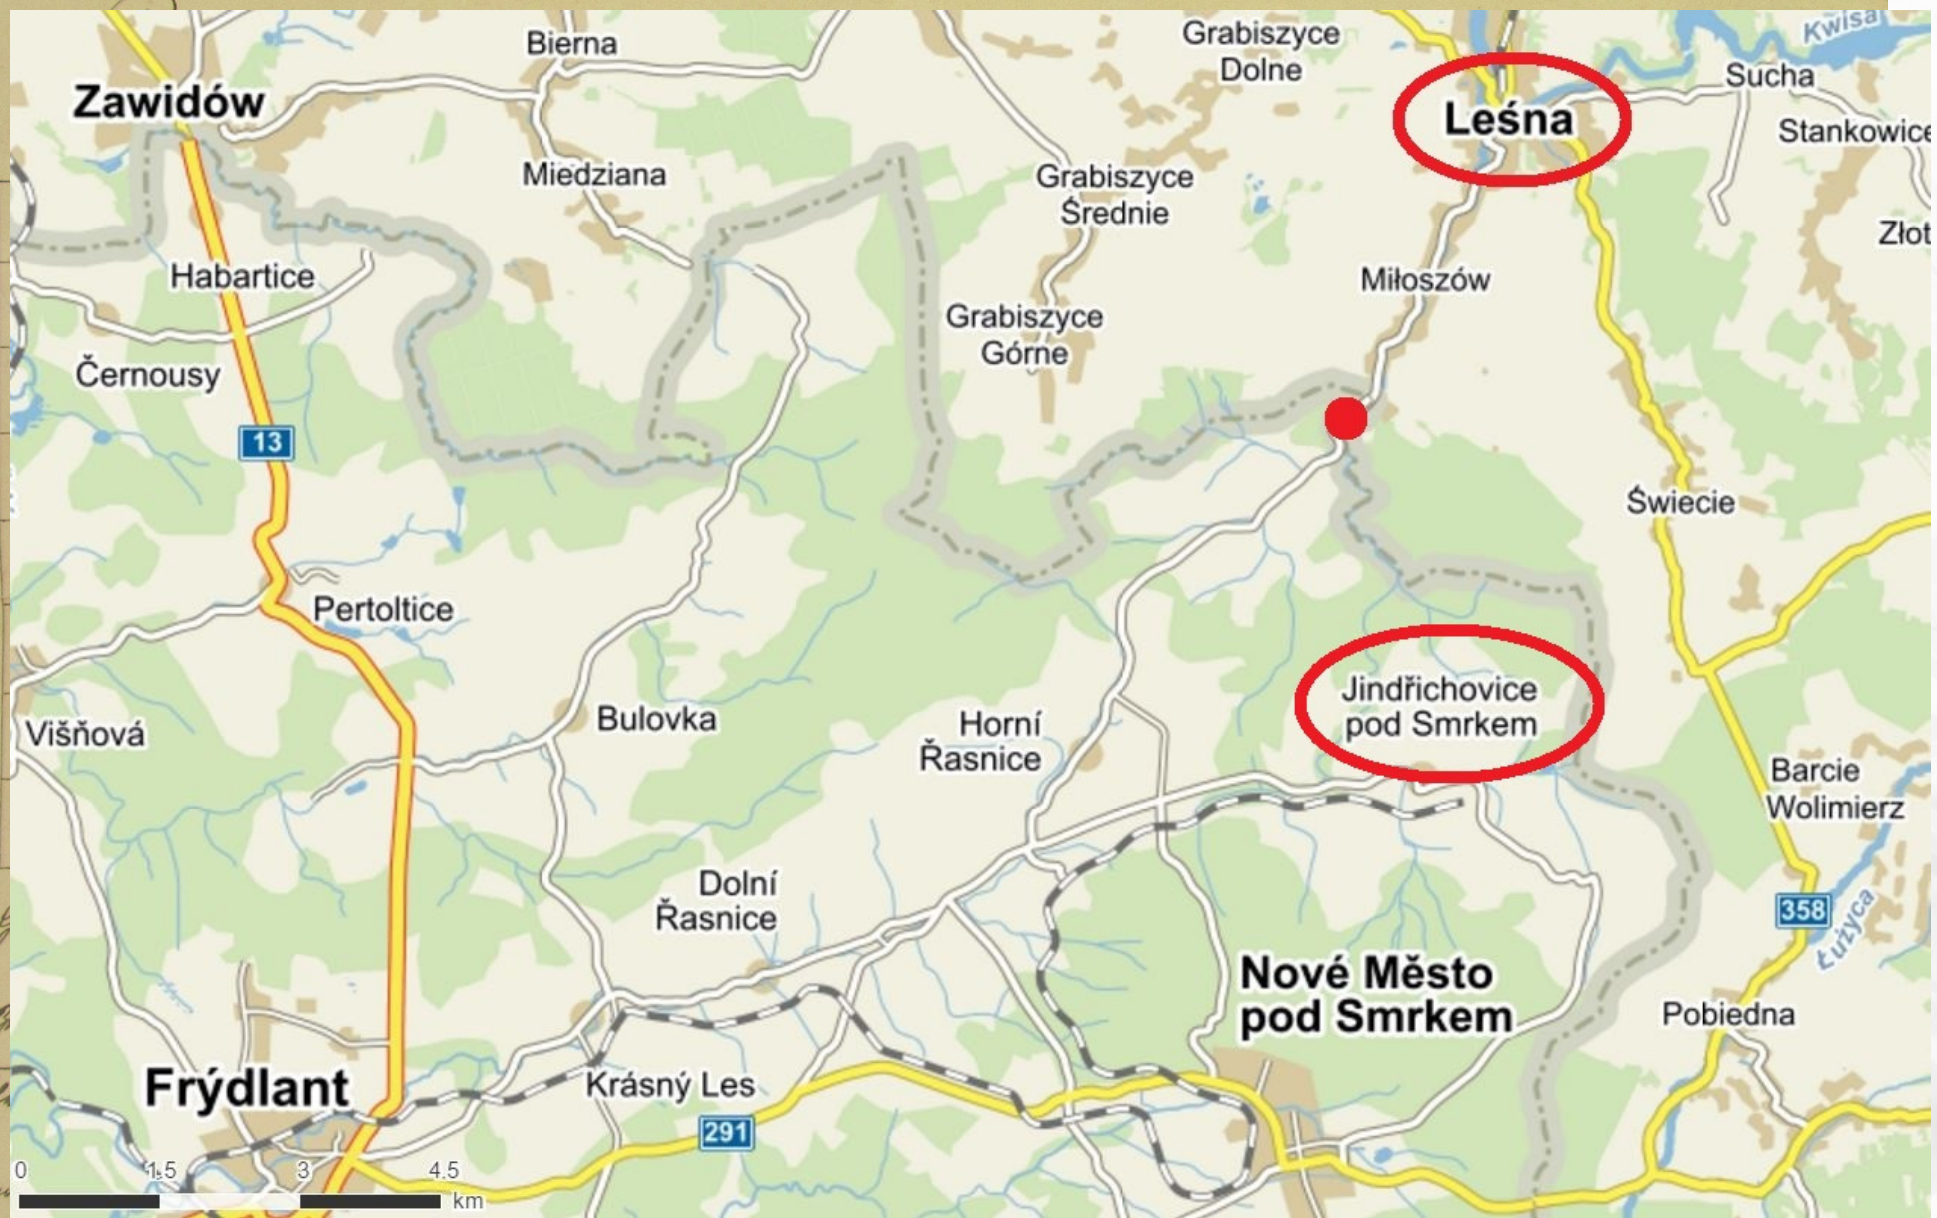 Kwisa
Grabiszyce
Dolne
Bierna
Sucha
Zawidów
Leśna
Stankowice
Miedziana
Grabiszyce
Średnie
Złot
Habartice
Miłoszów
Grabiszyce
Górne
Černousy
13
Świecie
Pertoltice
Jindřichovice
pod Smrkem
Višňová
Bulovka
Horní
Řasnice
Barcie
Wolimierz
Dolní
Řasnice
358
Łużyca
Nové Město
pod Smrkem
Pobiedna
Frýdlant
Krásný Les
291
0 1.5 3 4.5
km